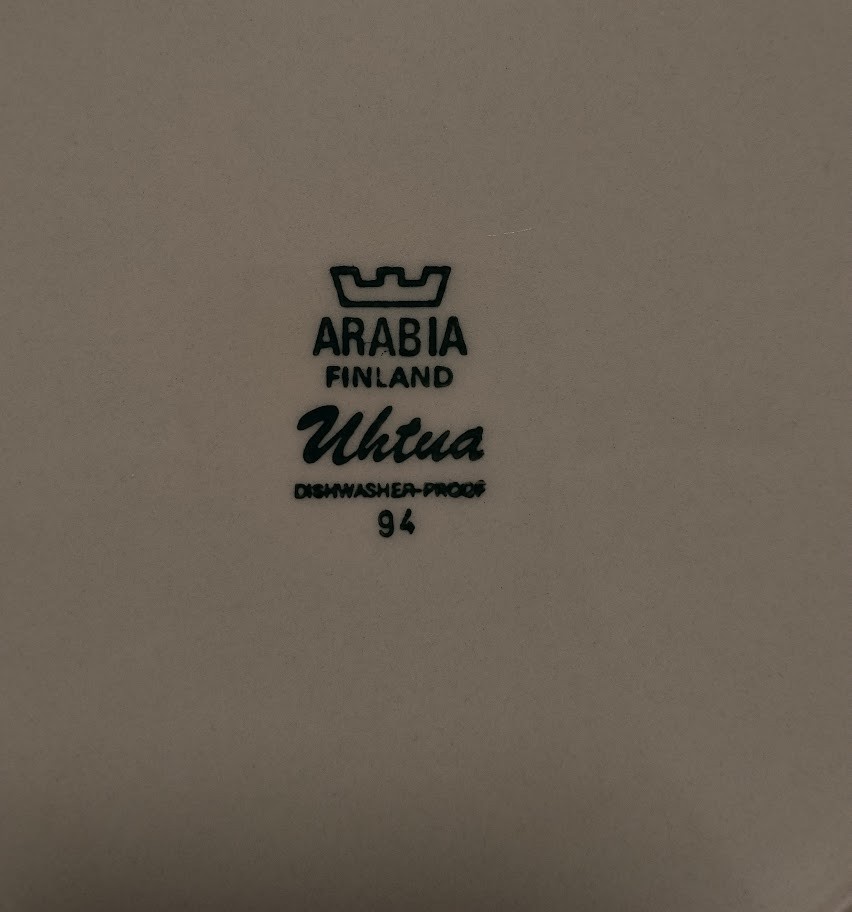 ARABIA
FINLAND
Uhtua
DISHWASHER-PROOF
94